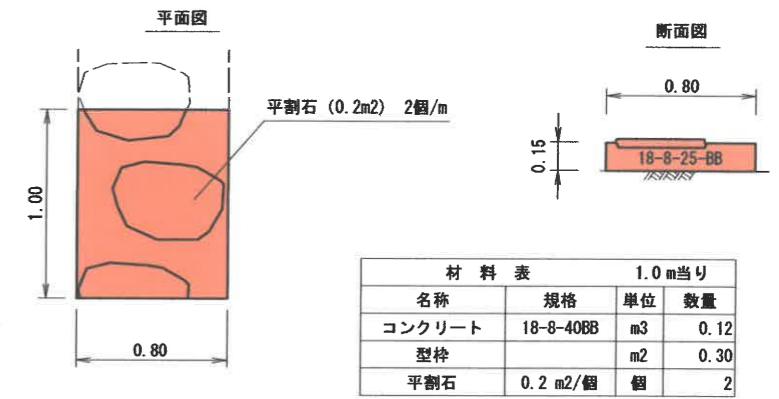 平面図
平割石 (0.2m2) 2個/m
1.00
0.80
断面図
0.80
0.15
18-8-25-BB
材 料 表 1.0m当り
名称 規格 単位 数量
コンクリート 18-8-40BB m3 0.12
型枠 m2 0.30
平割石 0.2 m2/個 個 2